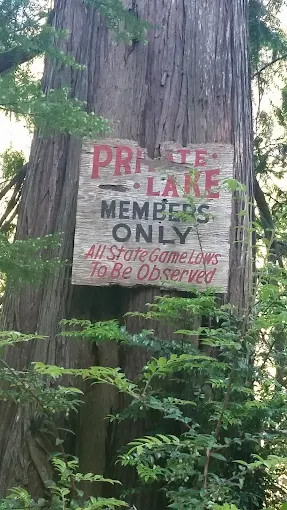 PRIVATE
LAKE
MEMBERS
ONLY
All State Game Laws
To Be Observed